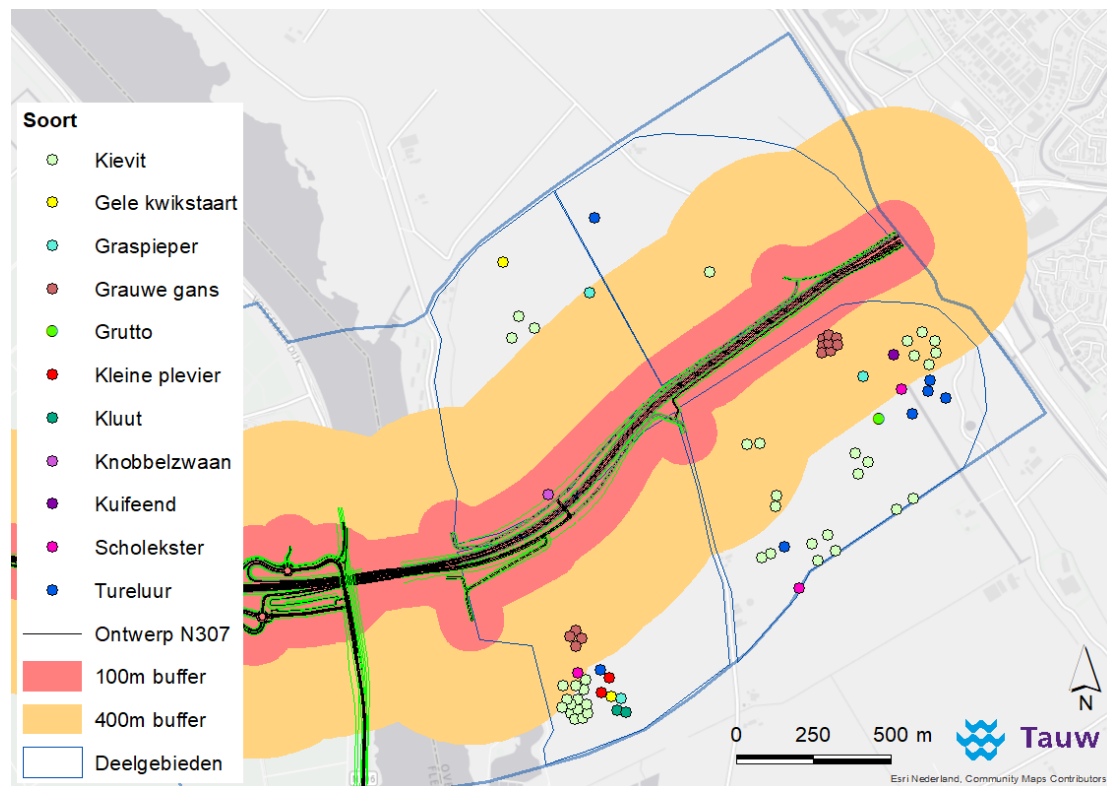 Soort
Kievit
Gele kwikstaart
Graspieper
Grauwe gans
Grutto
Kleine plevier
Kluut
Knobbelzwaan
Kuifeend
Scholekster
Tureluur
Ontwerp N307
100m buffer
400m buffer
Deelgebieden
0 250 500 m
N
Tauw
Esri Nederland, Community Maps Contributors